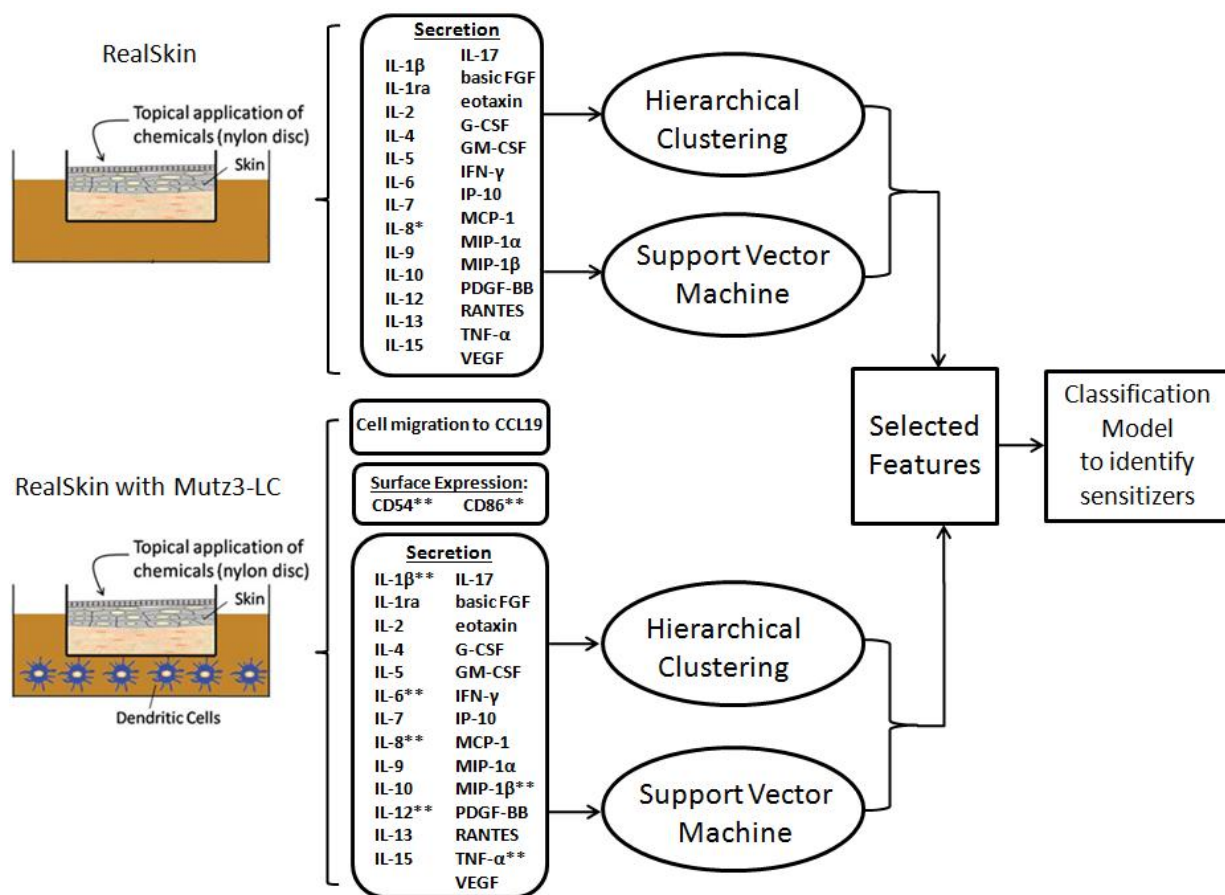 RealSkin
Topical application of
chemicals (nylon disc)
Skin
Secretion
IL-1β
IL-1ra
IL-2
IL-4
IL-5
IL-6
IL-7
IL-8*
IL-9
IL-10
IL-12
IL-13
IL-15
IL-17
basic FGF
eotaxin
G-CSF
GM-CSF
IFN-γ
IP-10
MCP-1
MIP-1α
MIP-1β
PDGF-BB
RANTES
TNF-α
VEGF
Hierarchical
Clustering
Support Vector
Machine
RealSkin with Mutz3-LC
Topical application of
chemicals (nylon disc)
Skin
Dendritic Cells
Cell migration to CCL19
Surface Expression:
CD54** CD86**
Secretion
IL-1β**
IL-1ra
IL-2
IL-4
IL-5
IL-6**
IL-7
IL-8**
IL-9
IL-10
IL-12**
IL-13
IL-15
IL-17
basic FGF
eotaxin
G-CSF
GM-CSF
IFN-γ
IP-10
MCP-1
MIP-1α
MIP-1β**
PDGF-BB
RANTES
TNF-α**
VEGF
Hierarchical
Clustering
Support Vector
Machine
Selected
Features
Classification
Model
to identify
sensitizers